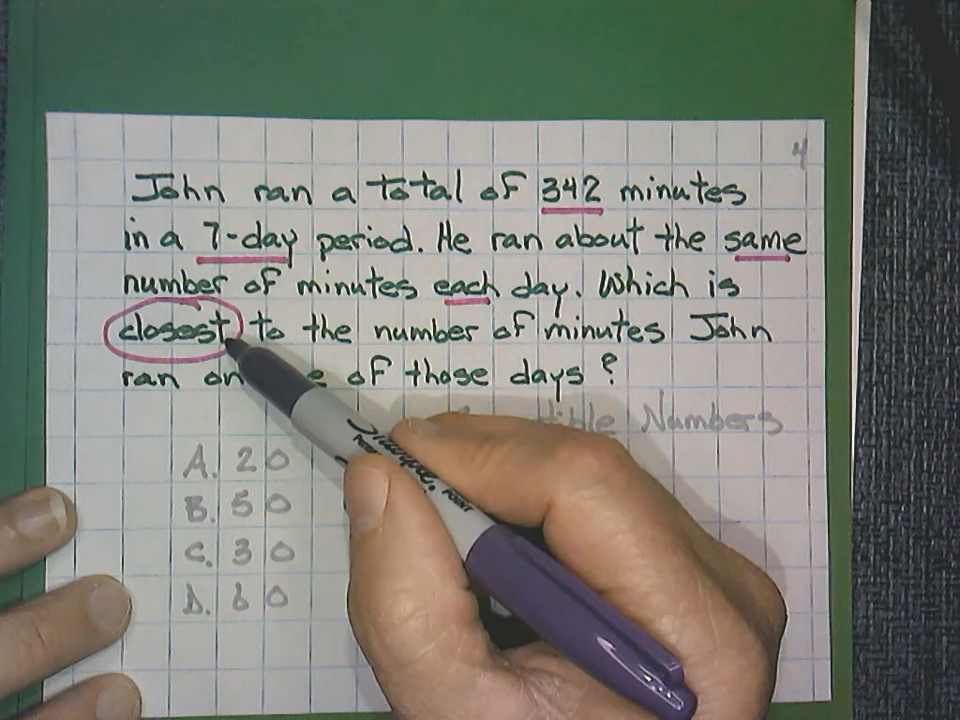 4
John ran a total of 342 minutes
in a 7-day period. He ran about the same
number of minutes each day. Which is
closest to the number of minutes John
ran of those days?
Numbers
A. 20
B. 50
C. 30
D. 60
Sharpie